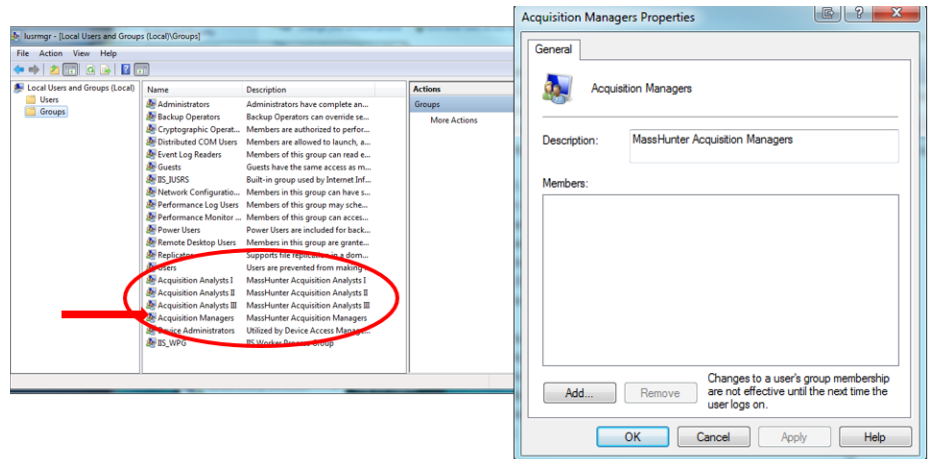 lusrmgr - [Local Users and Groups (Local)\Groups]
File Action View Help
Local Users and Groups (Local)
Users
Groups
Name Description
Administrators Administrators have complete an...
Backup Operators Backup Operators can override se...
Cryptographic Operat... Members are authorized to perfor...
Distributed COM Users Members are allowed to launch, a...
Event Log Readers Members of this group can read e...
Guests Guests have the same access as m...
IIS_IUSRS Built-in group used by Internet Inf...
Network Configuratio... Members in this group can have s...
Performance Log Users Members of this group may sche...
Performance Monitor ... Members of this group can acces...
Power Users Power Users are included for back...
Remote Desktop Users Members in this group are grante...
Replicator Supports file replication in a dom...
Users Users are prevented from making
Acquisition Analysts I MassHunter Acquisition Analysts I
Acquisition Analysts II MassHunter Acquisition Analysts II
Acquisition Analysts III MassHunter Acquisition Analysts III
Acquisition Managers MassHunter Acquisition Managers
Device Administrators Utilized by Device Access Manage...
IIS_WPG IIS Worker Process Group
Actions
Groups
More Actions
Acquisition Managers Properties
General
Acquisition Managers
Description: MassHunter Acquisition Managers
Members:
Add... Remove
Changes to a user's group membership
are not effective until the next time the
user logs on.
OK Cancel Apply Help